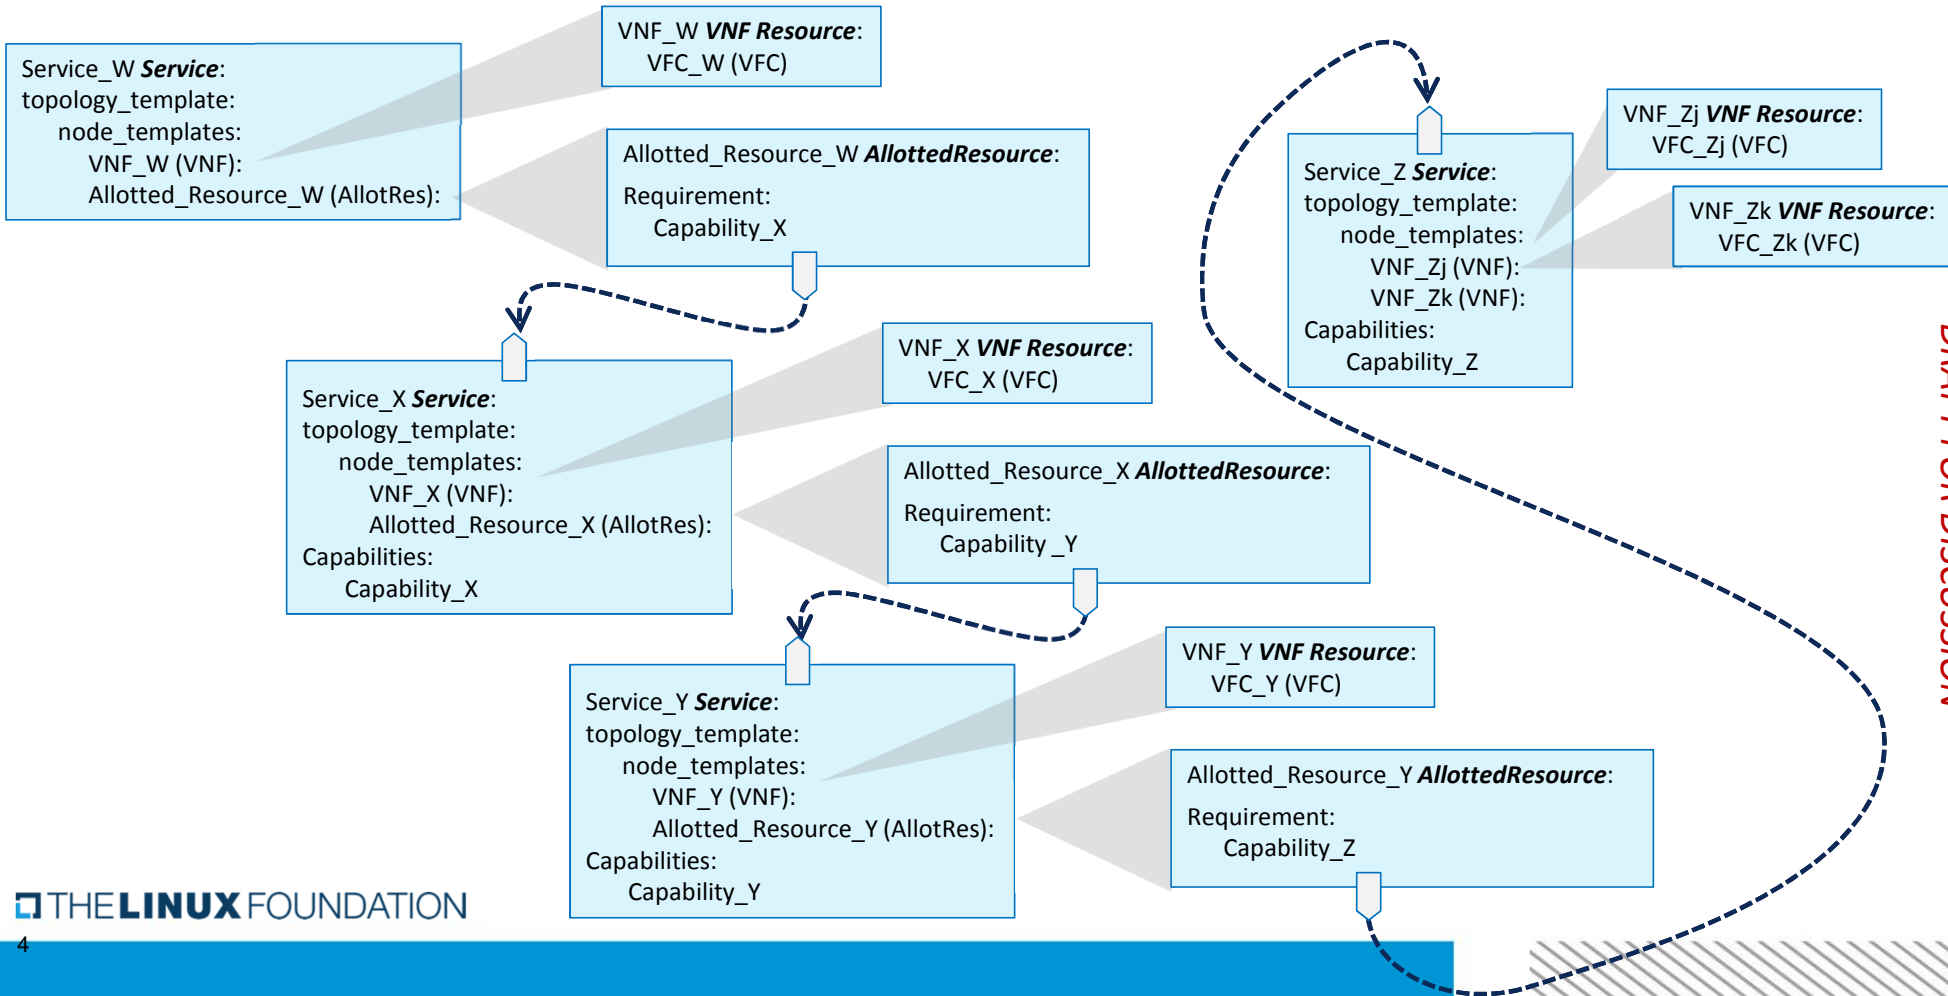 Service_W Service:
topology_template:
node_templates:
VNF_W (VNF):
Allotted_Resource_W (AllotRes):
VNF_W VNF Resource:
VFC_W (VFC)
Allotted_Resource_W AllottedResource:
Requirement:
Capability_X
Service_X Service:
topology_template:
node_templates:
VNF_X (VNF):
Allotted_Resource_X (AllotRes):
Capabilities:
Capability_X
VNF_X VNF Resource:
VFC_X (VFC)
Allotted_Resource_X AllottedResource:
Requirement:
Capability _Y
Service_Y Service:
topology_template:
node_templates:
VNF_Y (VNF):
Allotted_Resource_Y (AllotRes):
Capabilities:
Capability_Y
VNF_Y VNF Resource:
VFC_Y (VFC)
Allotted_Resource_Y AllottedResource:
Requirement:
Capability_Z
Service_Z Service:
topology_template:
node_templates:
VNF_Zj (VNF):
VNF_Zk (VNF):
Capabilities:
Capability_Z
VNF_Zj VNF Resource:
VFC_Zj (VFC)
VNF_Zk VNF Resource:
VFC_Zk (VFC)
DRAFT FOR DISCUSSION
THE LINUX FOUNDATION
4